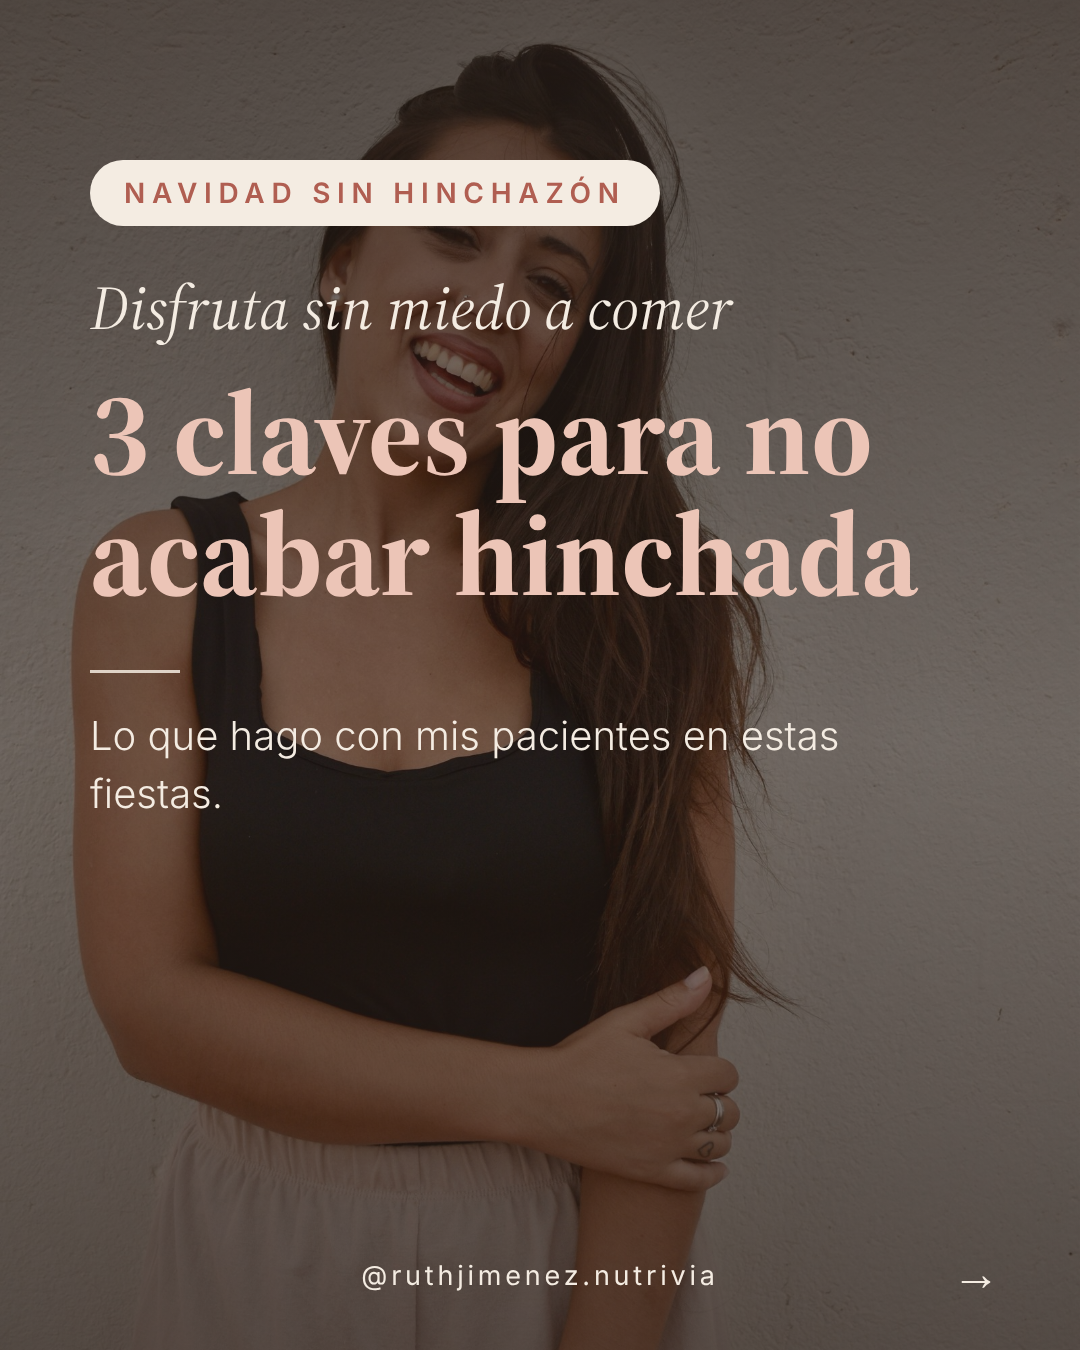 NAVIDAD SIN HINCHAZÓN
Disfruta sin miedo a comer
3 claves para no
acabar hinchada
Lo que hago con mis pacientes en estas
fiestas.
@ruthjimenez.nutrivia
→